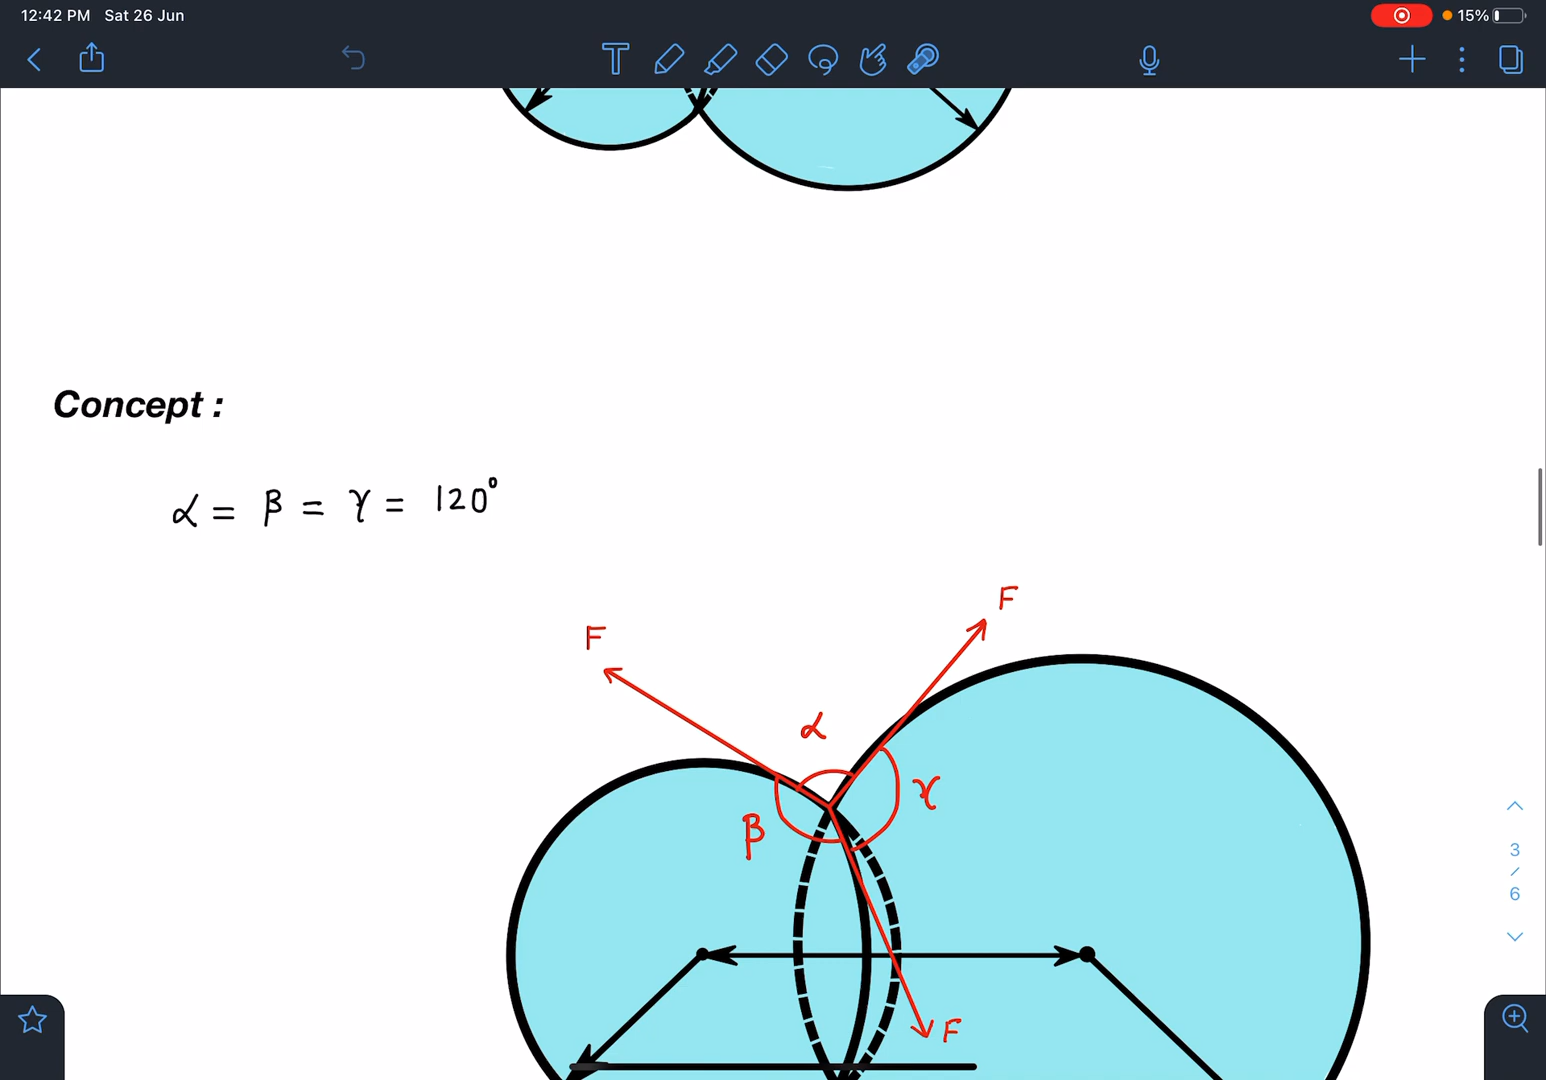 12:42 PM Sat 26 Jun
15%
Concept :
α = β = γ = 120°
F
F
α
γ
β
3
/
6
F